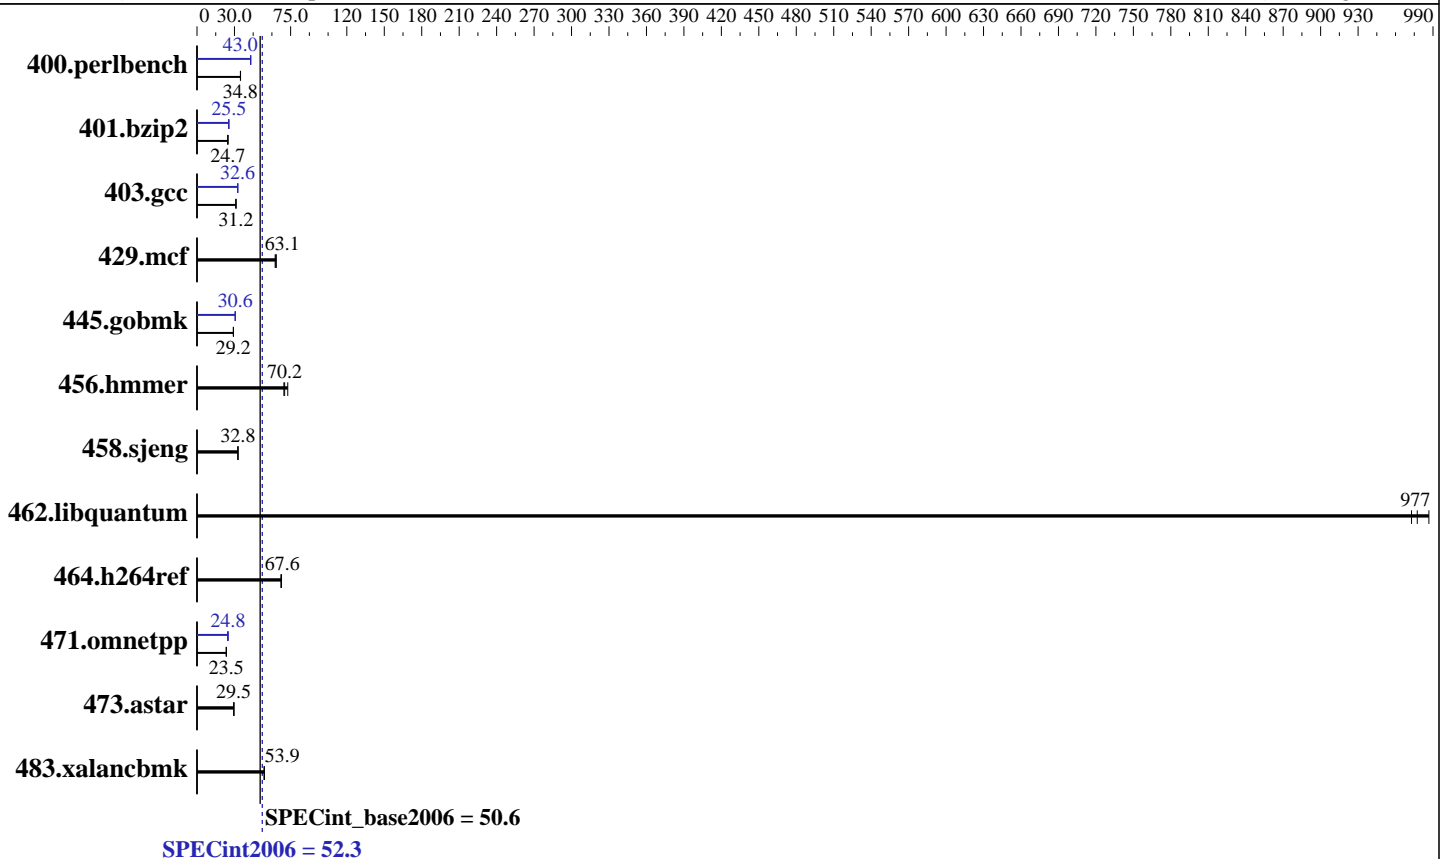 0 30.0 75.0 120 150 180 210 240 270 300 330 360 390 420 450 480 510 540 570 600 630 660 690 720 750 780 810 840 870 900 930 990
43.0
400.perlbench
34.8
25.5
401.bzip2
24.7
32.6
403.gcc
31.2
63.1
429.mcf
30.6
445.gobmk
29.2
70.2
456.hmmer
32.8
458.sjeng
977
462.libquantum
67.6
464.h264ref
24.8
471.omnetpp
23.5
29.5
473.astar
53.9
483.xalancbmk
SPECint_base2006 = 50.6
SPECint2006 = 52.3